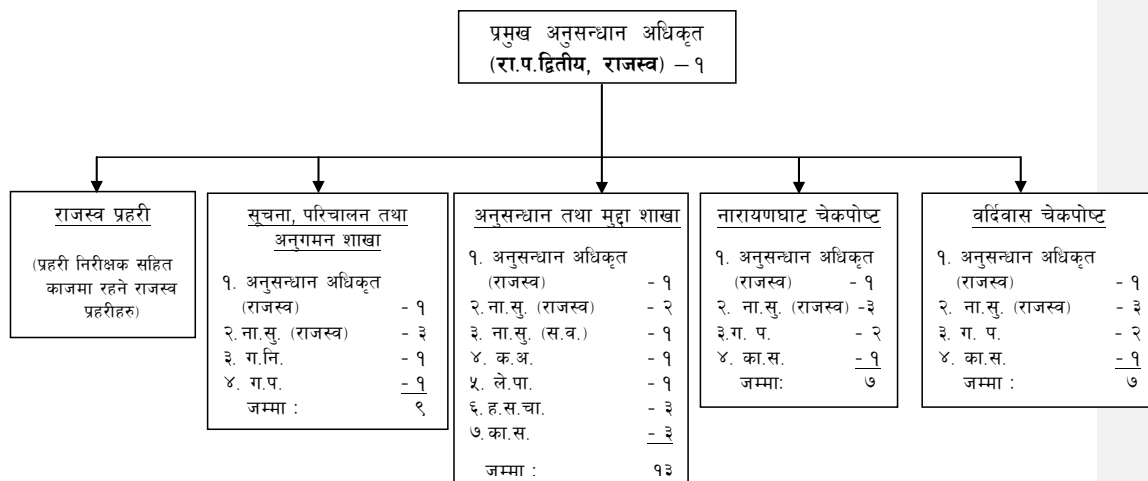 प्रमुख अनुसन्धान अधिकृत
(रा.प.द्वितीय, राजस्व) – १
राजस्व प्रहरी
(प्रहरी निरीक्षक सहित
काजमा रहने राजस्व
प्रहरीहरु)
सूचना, परिचालन तथा
अनुगमन शाखा
१. अनुसन्धान अधिकृत
(राजस्व) - १
२.ना.सु. (राजस्व) - ३
३. ग.नि. - १
४. ग.प. - १
जम्मा : ९
अनुसन्धान तथा मुद्दा शाखा
१. अनुसन्धान अधिकृत
(राजस्व) - १
२.ना.सु. (राजस्व) - २
३. ना.सु. (स.व.) - १
४. क.अ. - १
५. ले.पा. - १
६.ह.स.चा. - ३
७.का.स. - ३
जम्मा : १३
नारायणघाट चेकपोष्ट
१. अनुसन्धान अधिकृत
(राजस्व) - १
२. ना.सु. (राजस्व) -३
३.ग. प. - २
४. का.स. - १
जम्मा: ७
वर्दिवास चेकपोष्ट
१. अनुसन्धान अधिकृत
(राजस्व) - १
२. ना.सु. (राजस्व) - ३
३. ग. प. - २
४. का.स. - १
जम्मा : ७